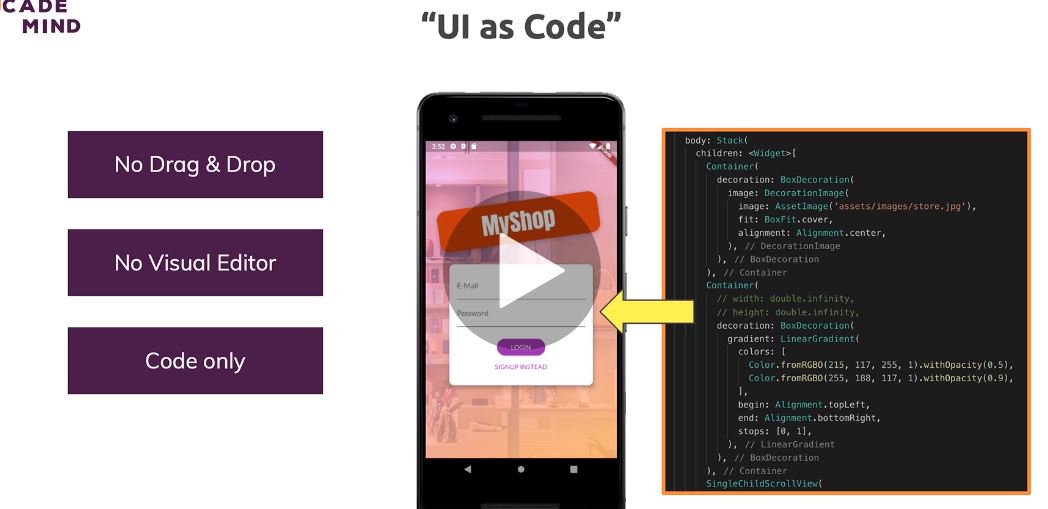 CADE
MIND
“UI as Code”
No Drag & Drop
No Visual Editor
Code only
3:52
MyShop
E-Mail
Password
LOGIN
SIGNUP INSTEAD
body: Stack(
children: <Widget>[
Container(
decoration: BoxDecoration(
image: DecorationImage(
image: AssetImage('assets/images/store.jpg'),
fit: BoxFit.cover,
alignment: Alignment.center,
), // DecorationImage
), // BoxDecoration
), // Container
Container(
// width: double.infinity,
// height: double.infinity,
decoration: BoxDecoration(
gradient: LinearGradient(
colors: [
Color.fromRGBO(215, 117, 255, 1).withOpacity(0.5),
Color.fromRGBO(255, 188, 117, 1).withOpacity(0.9),
],
begin: Alignment.topLeft,
end: Alignment.bottomRight,
stops: [0, 1],
), // LinearGradient
), // BoxDecoration
), // Container
SingleChildScrollView(